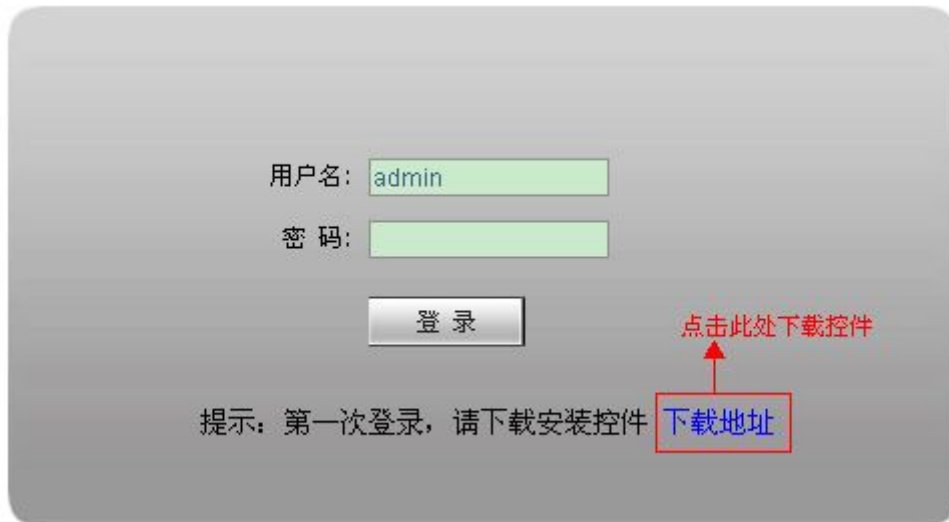 用户名:
admin
密 码:
登 录
点击此处下载控件
提示：第一次登录，请下载安装控件 下载地址